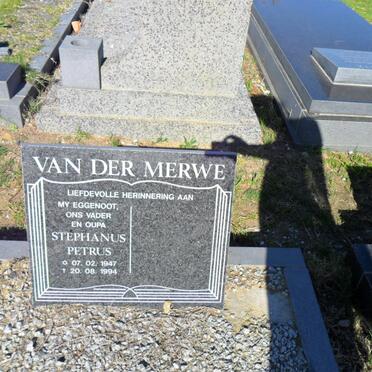 VAN DER MERWE
LIEFDEVOLLE HERINNERING AAN
MY EGGENOOT,
ONS VADER
EN OUPA
STEPHANUS
PETRUS
o 07. 02. 1947
† 20. 08. 1994